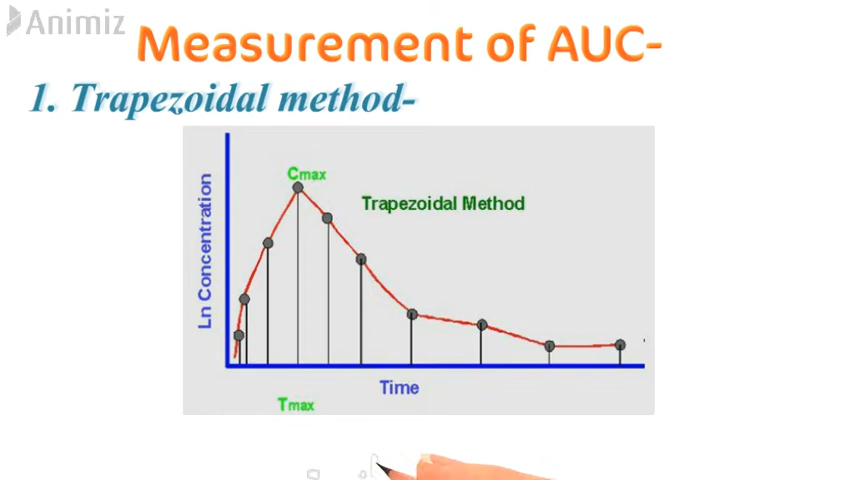 Animiz
Measurement of AUC-
1. Trapezoidal method-
Cmax
Trapezoidal Method
Ln Concentration
Time
Tmax